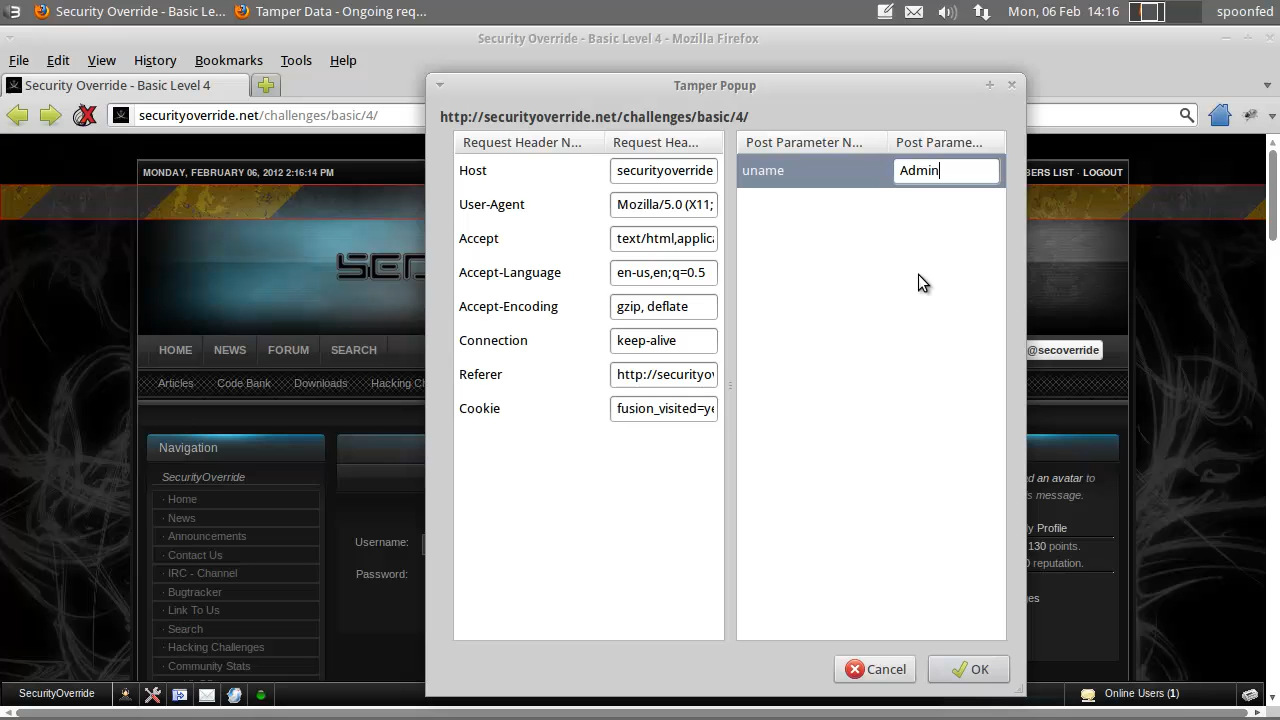 Security Override - Basic Le...
Tamper Data - Ongoing req...
Mon, 06 Feb 14:16
spoonfed
Security Override - Basic Level 4 - Mozilla Firefox
File Edit View History Bookmarks Tools Help
Security Override - Basic Level 4
securityoverride.net/challenges/basic/4/
Tamper Popup
http://securityoverride.net/challenges/basic/4/
Request Header N... Request Hea...
Host securityoverride
User-Agent Mozilla/5.0 (X11;
Accept text/html,applica
Accept-Language en-us,en;q=0.5
Accept-Encoding gzip, deflate
Connection keep-alive
Referer http://securityov
Cookie fusion_visited=ye
Post Parameter N... Post Parame...
uname Admin
Cancel OK
MONDAY, FEBRUARY 06, 2012 2:16:14 PM
BERS LIST - LOGOUT
HOME NEWS FORUM SEARCH
@secoverride
Articles Code Bank Downloads Hacking Ch
Navigation
SecurityOverride
· Home
· News
· Announcements
· Contact Us
· IRC - Channel
· Bugtracker
· Link To Us
· Search
· Hacking Challenges
· Community Stats
Username:
Password:
d an avatar to
s message.
y Profile
130 points.
reputation.
es
SecurityOverride
Online Users (1)